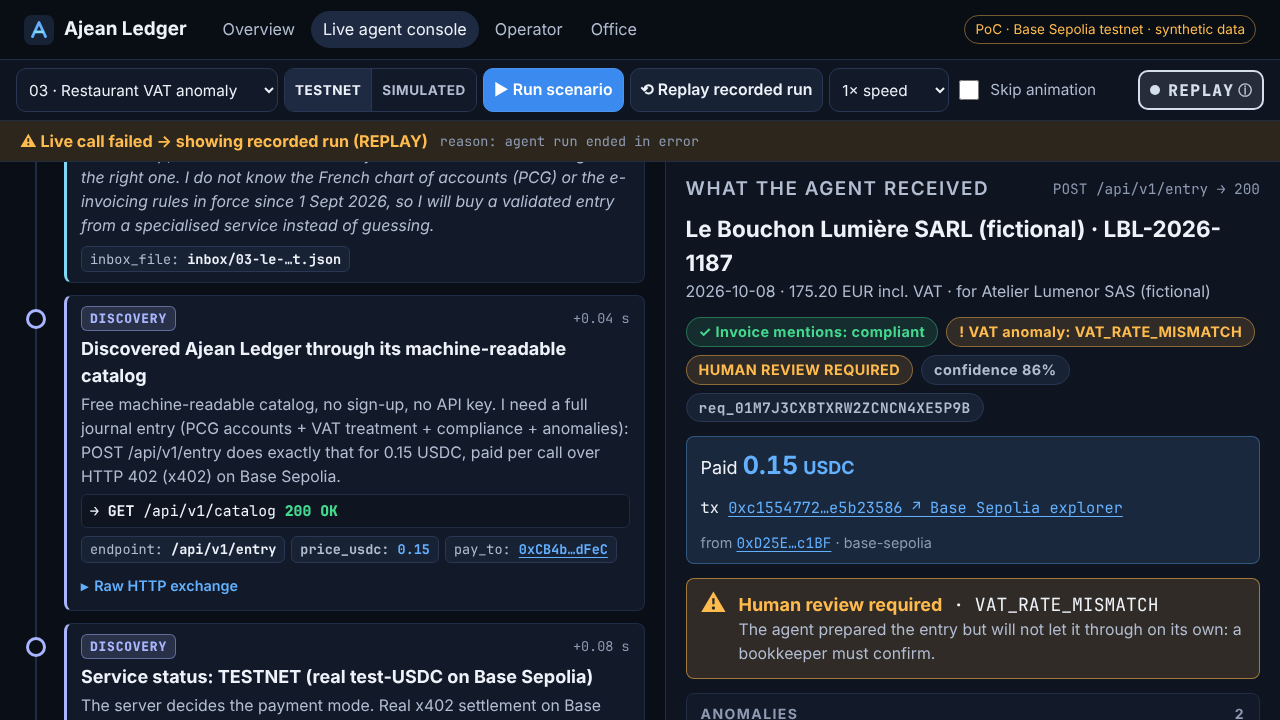 Ajean Ledger
Overview
Live agent console
Operator
Office
PoC · Base Sepolia testnet · synthetic data
03 · Restaurant VAT anomaly
TESTNET
SIMULATED
▶ Run scenario
⟲ Replay recorded run
1× speed
Skip animation
REPLAY ⓘ
⚠ Live call failed → showing recorded run (REPLAY) reason: agent run ended in error
the right one. I do not know the French chart of accounts (PCG) or the e-
invoicing rules in force since 1 Sept 2026, so I will buy a validated entry
from a specialised service instead of guessing.
inbox_file: inbox/03-le-…t.json
DISCOVERY
+0.04 s
Discovered Ajean Ledger through its machine-readable
catalog
Free machine-readable catalog, no sign-up, no API key. I need a full
journal entry (PCG accounts + VAT treatment + compliance + anomalies):
POST /api/v1/entry does exactly that for 0.15 USDC, paid per call over
HTTP 402 (x402) on Base Sepolia.
→ GET /api/v1/catalog 200 OK
endpoint: /api/v1/entry
price_usdc: 0.15
pay_to: 0xCB4b…dFeC
▸ Raw HTTP exchange
DISCOVERY
+0.08 s
Service status: TESTNET (real test-USDC on Base Sepolia)
The server decides the payment mode. Real x402 settlement on Base
WHAT THE AGENT RECEIVED
POST /api/v1/entry → 200
Le Bouchon Lumière SARL (fictional) · LBL-2026-
1187
2026-10-08 · 175.20 EUR incl. VAT · for Atelier Lumenor SAS (fictional)
✓ Invoice mentions: compliant
! VAT anomaly: VAT_RATE_MISMATCH
HUMAN REVIEW REQUIRED
confidence 86%
req_01M7J3CXBTXRW2ZCNCN4XE5P9B
Paid 0.15 USDC
tx 0xc1554772…e5b23586 ↗ Base Sepolia explorer
from 0xD25E…c1BF · base-sepolia
Human review required · VAT_RATE_MISMATCH
The agent prepared the entry but will not let it through on its own: a
bookkeeper must confirm.
ANOMALIES
2